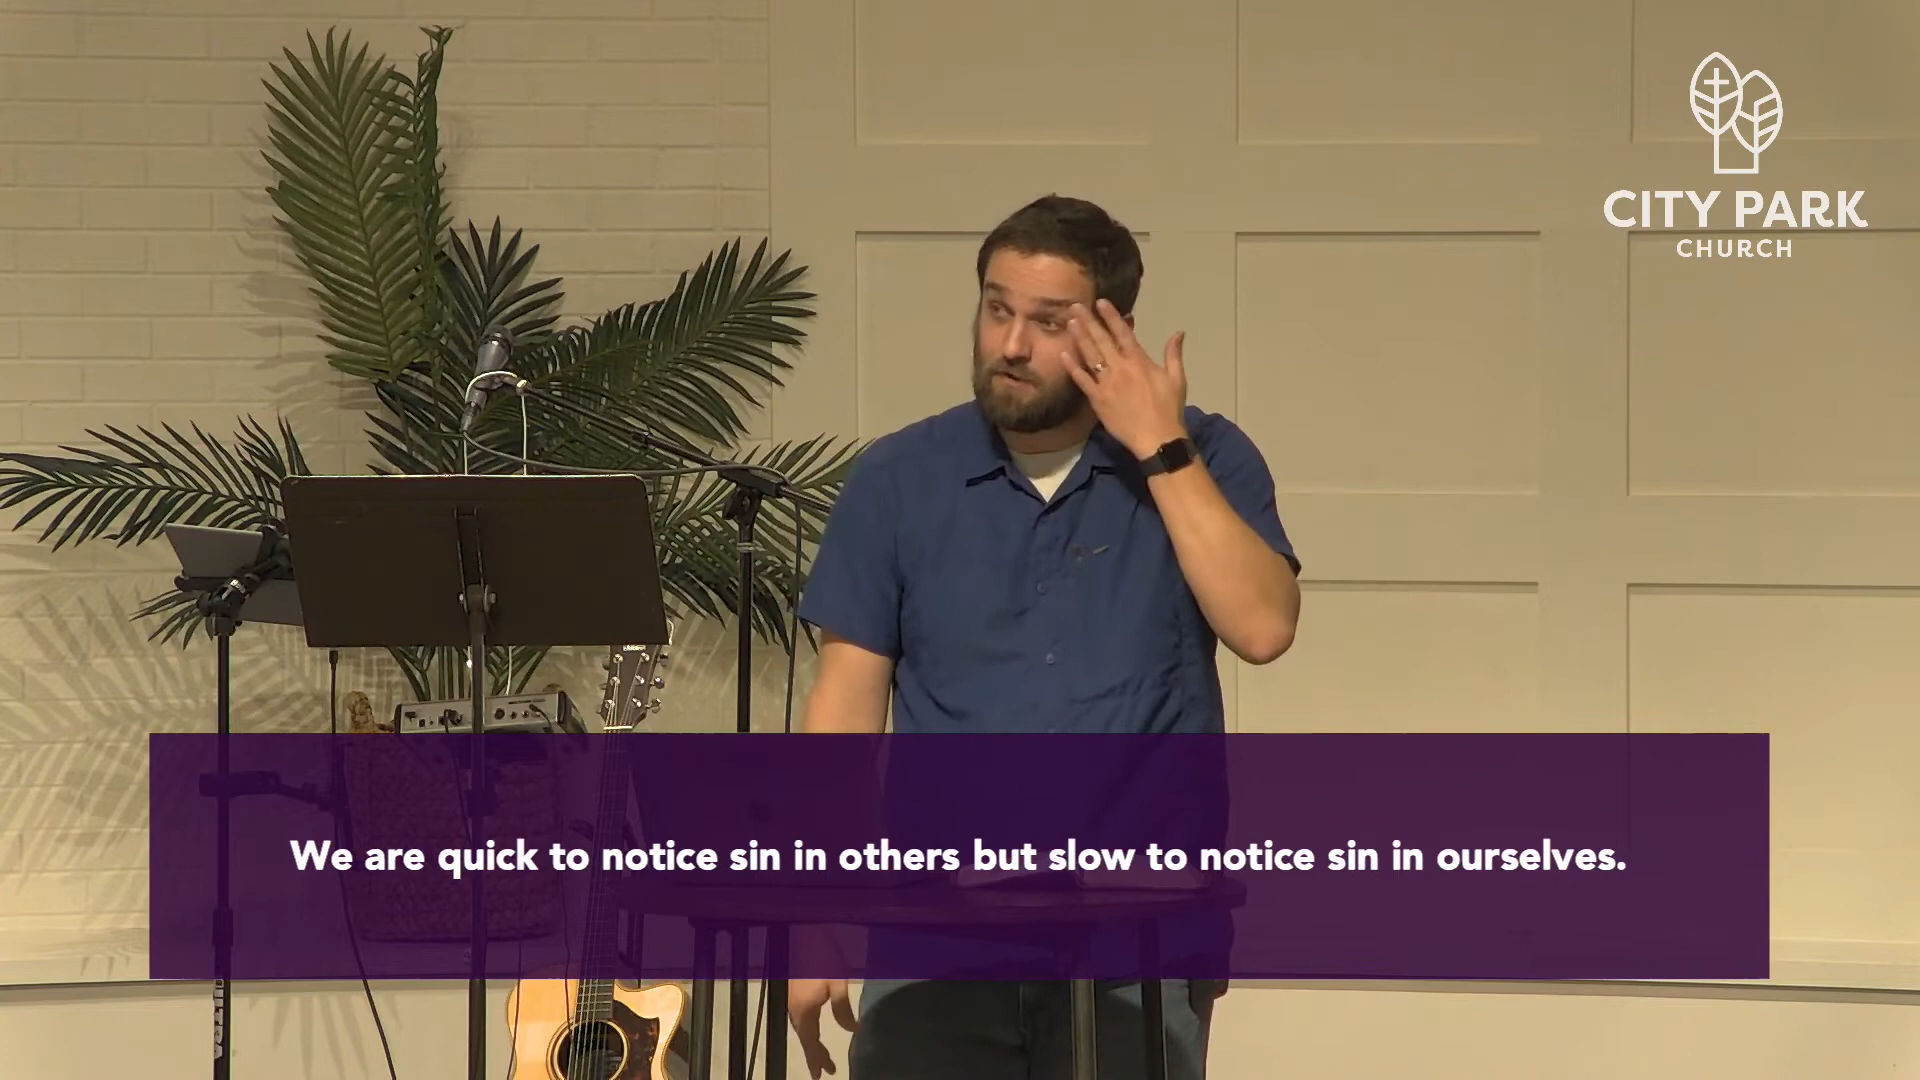 CITY PARK
CHURCH
We are quick to notice sin in others but slow to notice sin in ourselves.